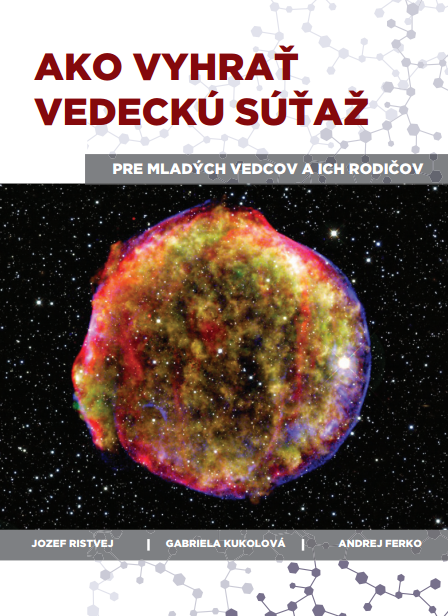 AKO VYHRAŤ
VEDECKÚ SÚŤAŽ
PRE MLADÝCH VEDCOV A ICH RODIČOV
JOZEF RISTVEJ | GABRIELA KUKOLOVÁ | ANDREJ FERKO